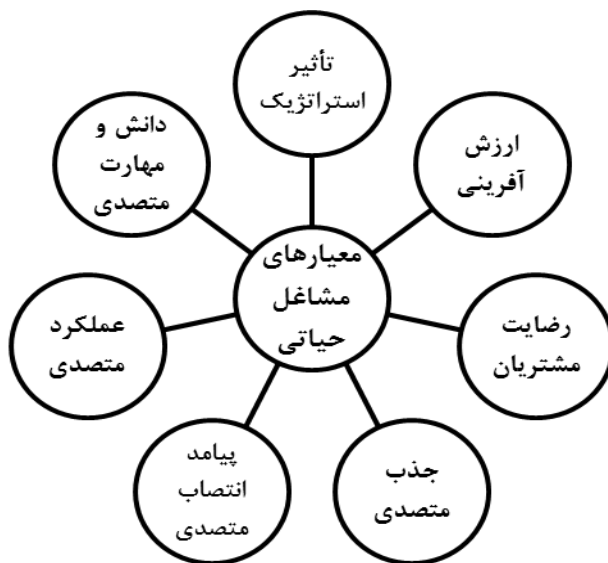 تأثیر
استراتژیک
ارزش
آفرینی
رضایت
مشتریان
جذب
متصدی
پیامد
انتصاب
متصدی
عملکرد
متصدی
دانش و
مهارت
متصدی
معیارهای
مشاغل
حیاتی